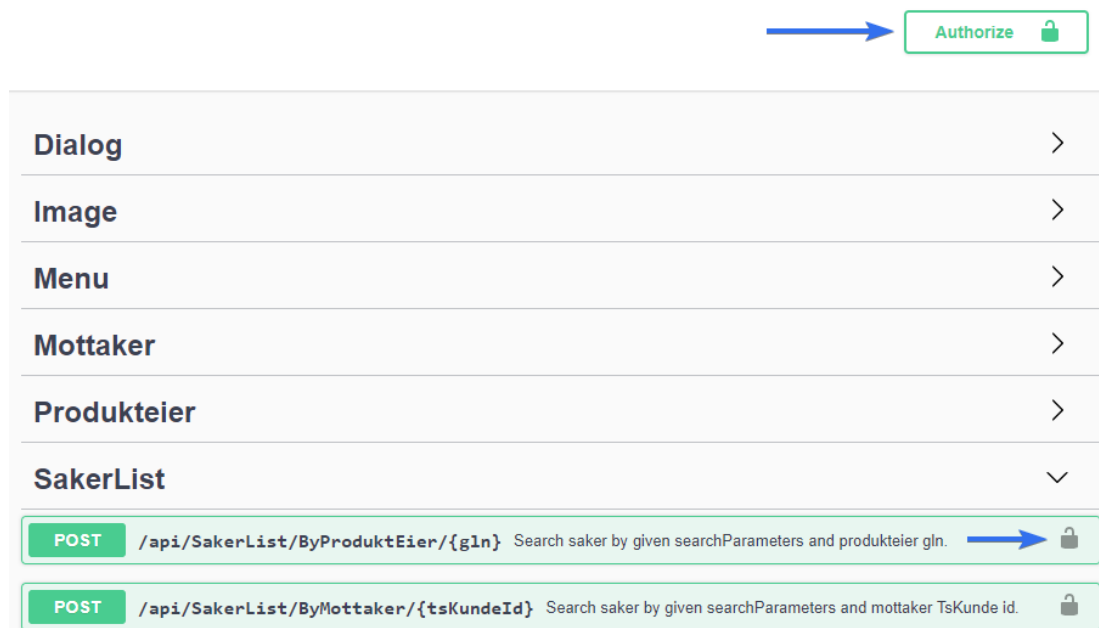 Authorize
Dialog
Image
Menu
Mottaker
Produkteier
SakerList
POST /api/SakerList/ByProduktEier/{gln} Search saker by given searchParameters and produkteier gln.
POST /api/SakerList/ByMottaker/{tsKundeId} Search saker by given searchParameters and mottaker TsKunde id.